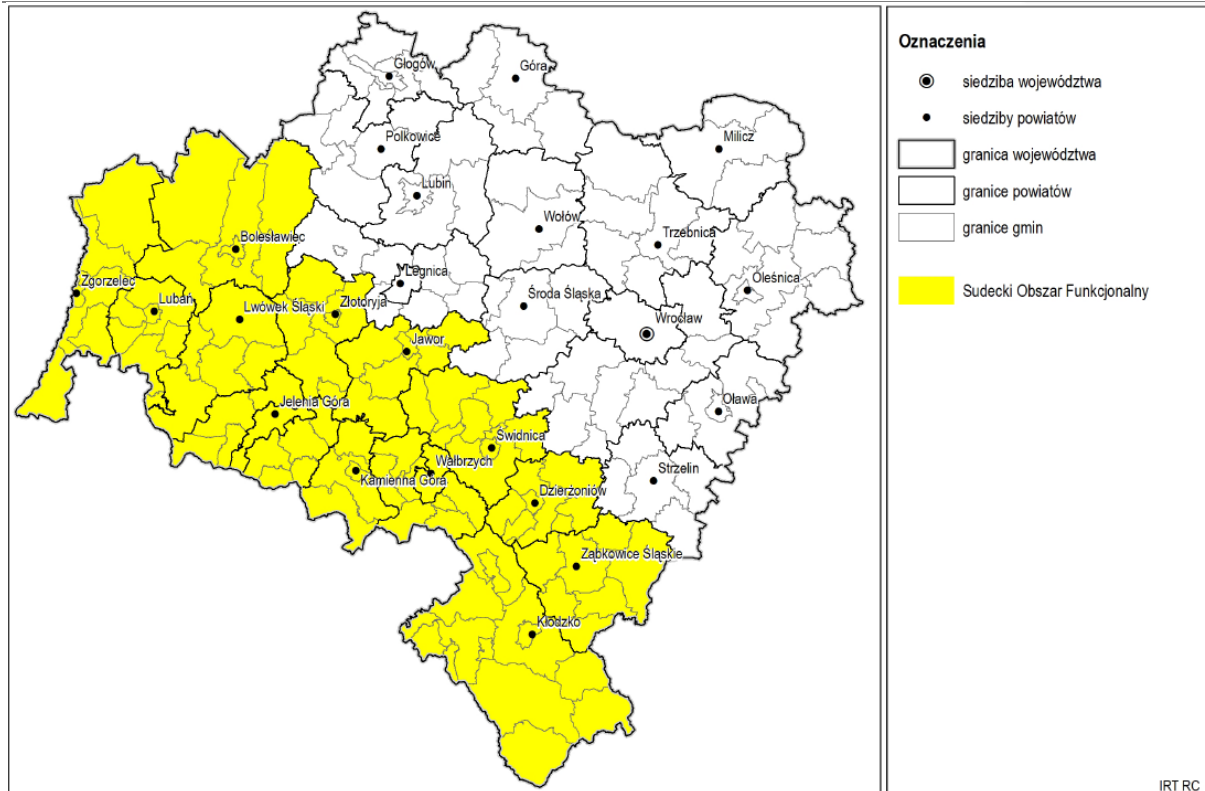 Głogów
Góra
Polkowice
Milicz
Lubin
Wołów
Trzebnica
Bolesławiec
Legnica
Oleśnica
Zgorzelec
Lubań
Lwówek Śląski
Złotoryja
Środa Śląska
Wrocław
Jawor
Jelenia Góra
Oława
Świdnica
Wałbrzych
Kamienna Góra
Strzelin
Dzierżoniów
Ząbkowice Śląskie
Kłodzko
Oznaczenia
siedziba województwa
siedziby powiatów
granica województwa
granice powiatów
granice gmin
Sudecki Obszar Funkcjonalny
IRT RC